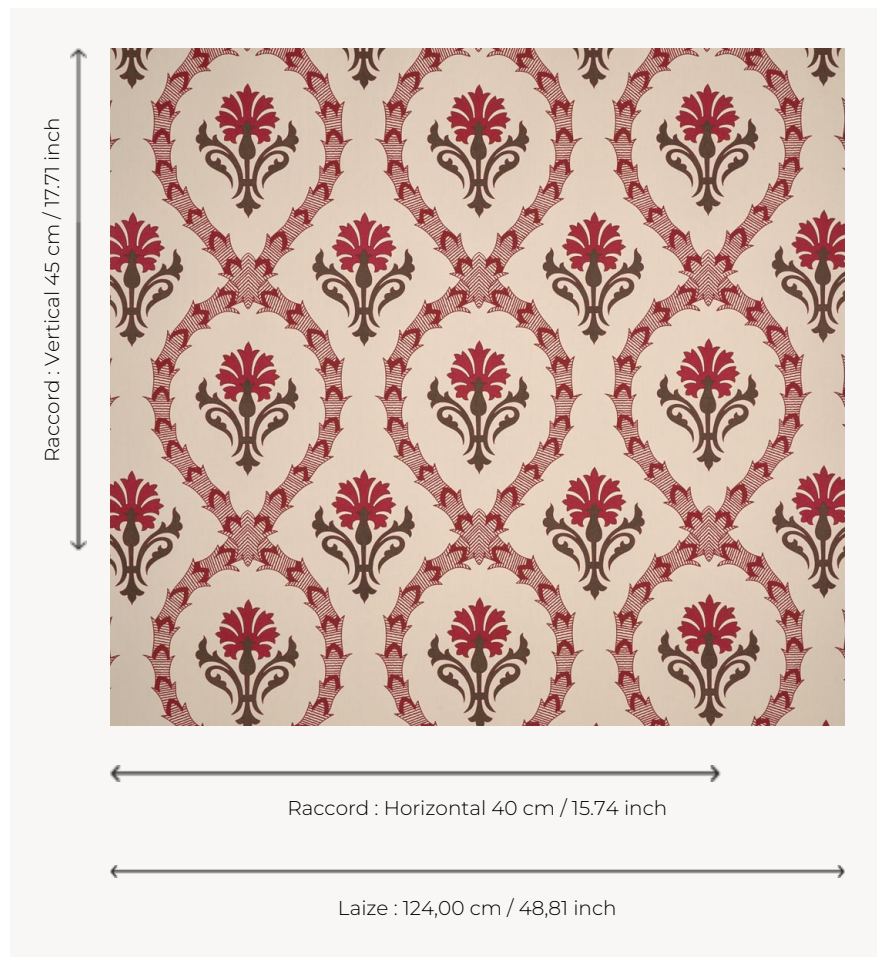 Raccord : Vertical 45 cm / 17.71 inch
Raccord : Horizontal 40 cm / 15.74 inch
Laize : 124,00 cm / 48,81 inch